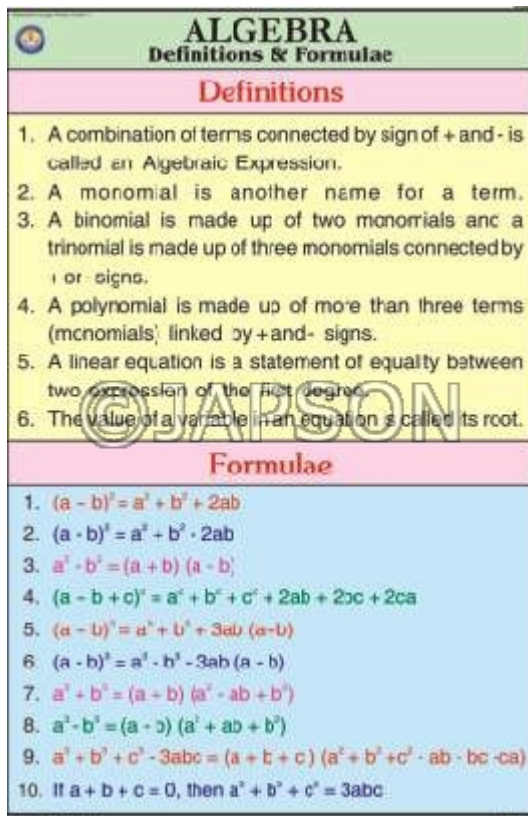 ALGEBRA
Definitions & Formulae
Definitions
1. A combination of terms connected by sign of + and - is
called an Algebraic Expression.
2. A monomial is another name for a term.
3. A binomial is made up of two monomials and a
trinomial is made up of three monomials connected by
+ or - signs.
4. A polynomial is made up of more than three terms
(monomials) linked by + and - signs.
5. A linear equation is a statement of equality between
two expression of the first degree.
6. The value of a variable in an equation is called its root.
©JAPSON
Formulae
1. (a + b)² = a² + b² + 2ab
2. (a - b)² = a² + b² - 2ab
3. a² - b² = (a + b) (a - b)
4. (a + b + c)² = a² + b² + c² + 2ab + 2bc + 2ca
5. (a + b)³ = a³ + b³ + 3ab (a+b)
6. (a - b)³ = a³ - b³ - 3ab (a - b)
7. a³ + b³ = (a + b) (a² - ab + b²)
8. a³ - b³ = (a - b) (a² + ab + b²)
9. a³ + b³ + c³ - 3abc = (a + b + c) (a² + b² + c² - ab - bc - ca)
10. If a + b + c = 0, then a³ + b³ + c³ = 3abc